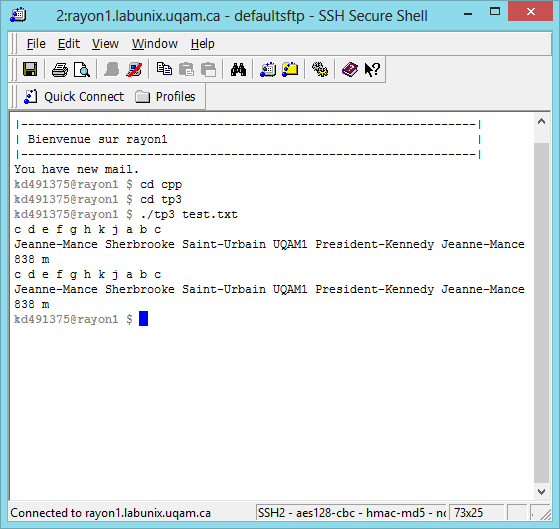 2:rayon1.labunix.uqam.ca - defaultsftp - SSH Secure Shell
File Edit View Window Help
Quick Connect Profiles
|---------------------------------------------------------------|
| Bienvenue sur rayon1 |
|---------------------------------------------------------------|
You have new mail.
kd491375@rayon1 $ cd cpp
kd491375@rayon1 $ cd tp3
kd491375@rayon1 $ ./tp3 test.txt
c d e f g h k j a b c
Jeanne-Mance Sherbrooke Saint-Urbain UQAM1 President-Kennedy Jeanne-Mance
838 m
c d e f g h k j a b c
Jeanne-Mance Sherbrooke Saint-Urbain UQAM1 President-Kennedy Jeanne-Mance
838 m
kd491375@rayon1 $
Connected to rayon1.labunix.uqam.ca SSH2 - aes128-cbc - hmac-md5 - no 73x25